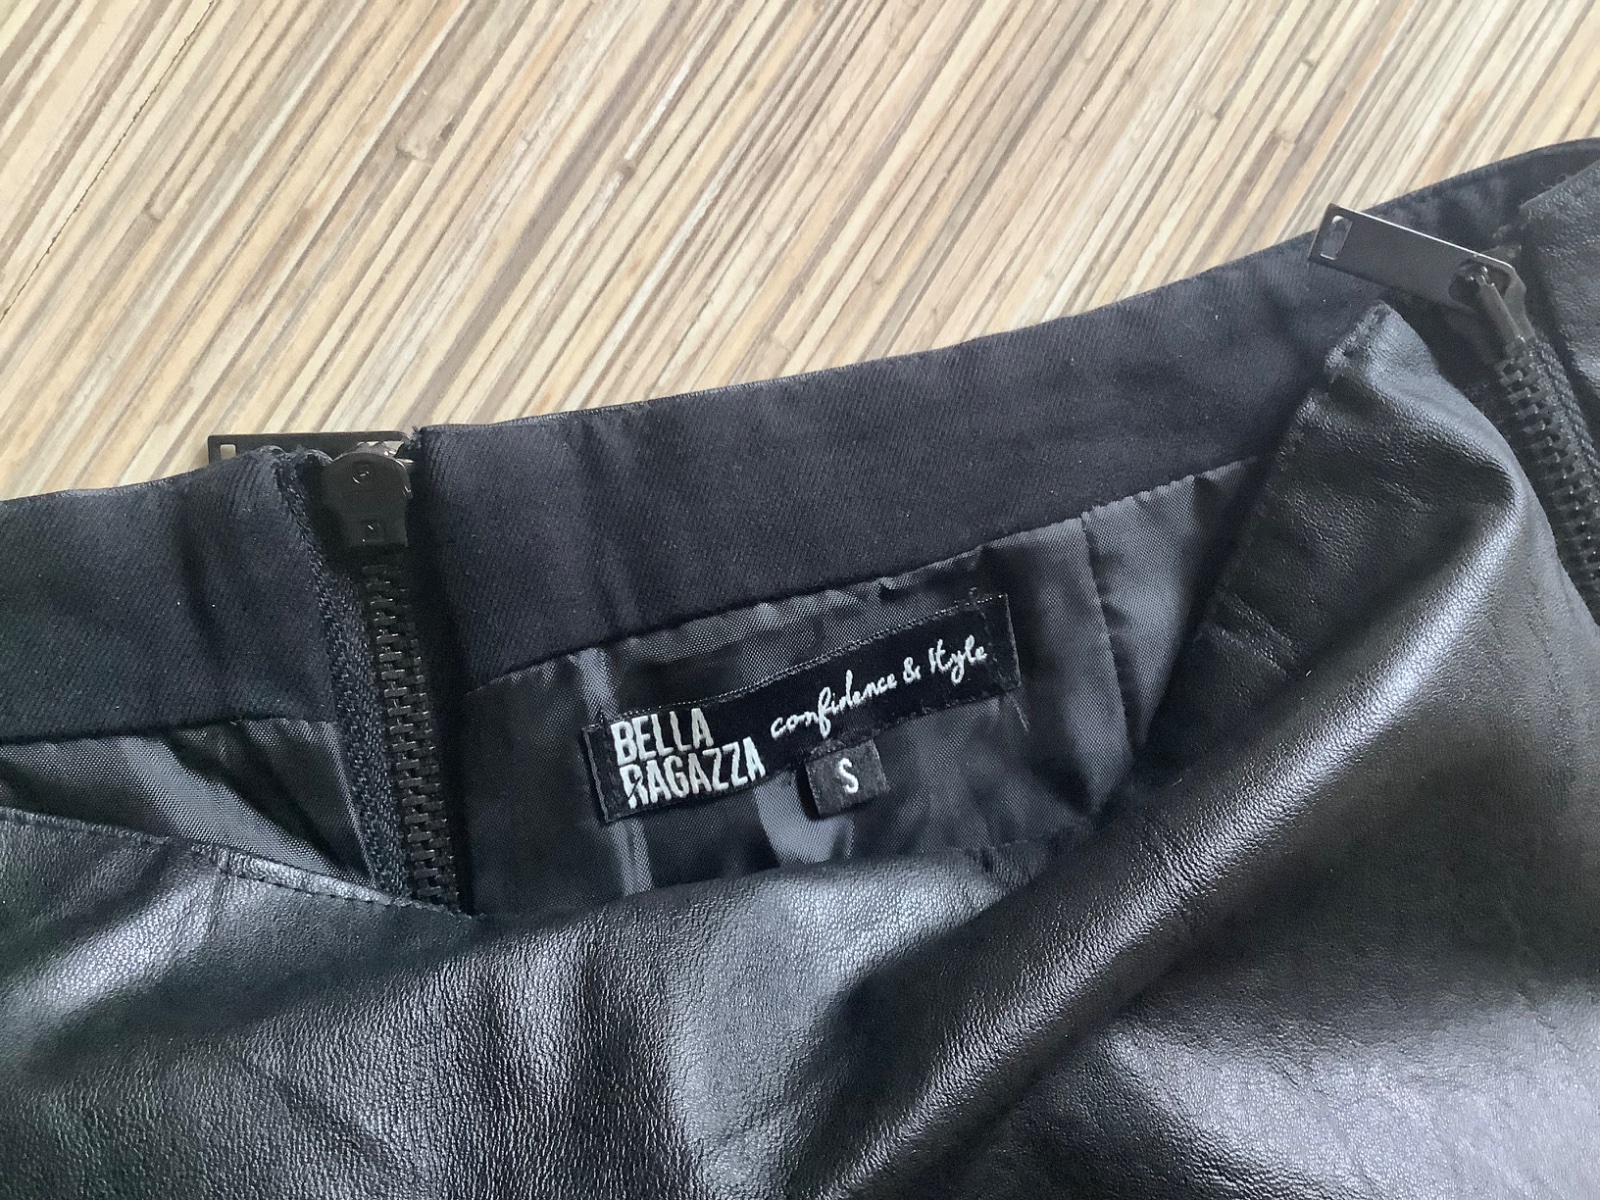 BELLA
RAGAZZA
confidence & style
S